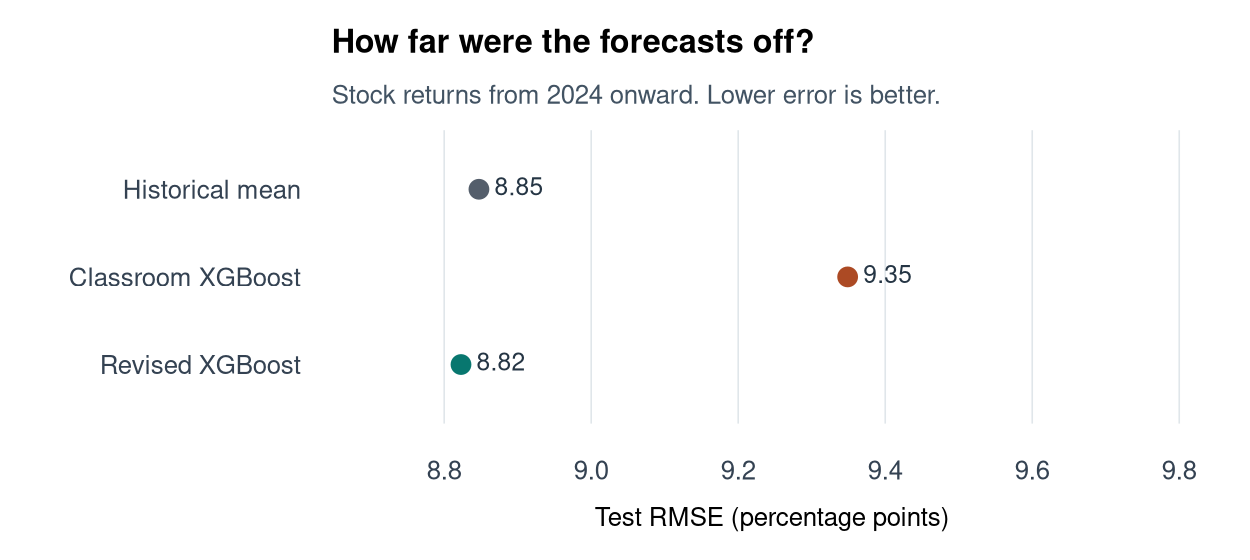 How far were the forecasts off?
Stock returns from 2024 onward. Lower error is better.
Historical mean
8.85
Classroom XGBoost
9.35
Revised XGBoost
8.82
8.8 9.0 9.2 9.4 9.6 9.8
Test RMSE (percentage points)